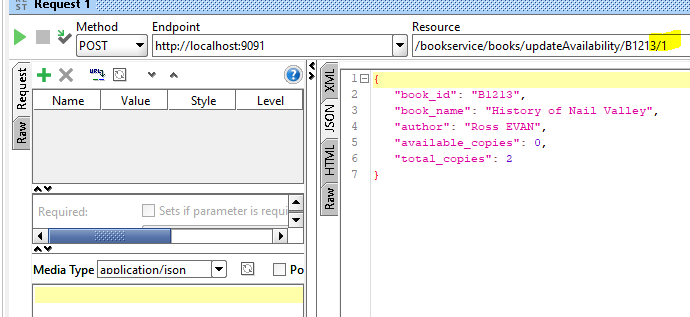 Request 1
Method
Endpoint
Resource
POST
http://localhost:9091
/bookservice/books/updateAvailability/B1213/1
Request
Raw
Name Value Style Level
Required:
Sets if parameter is requi
Media Type application/json
Po
XML
JSON
HTML
Raw
1 {
2 "book_id": "B1213",
3 "book_name": "History of Nail Valley",
4 "author": "Ross EVAN",
5 "available_copies": 0,
6 "total_copies": 2
7 }